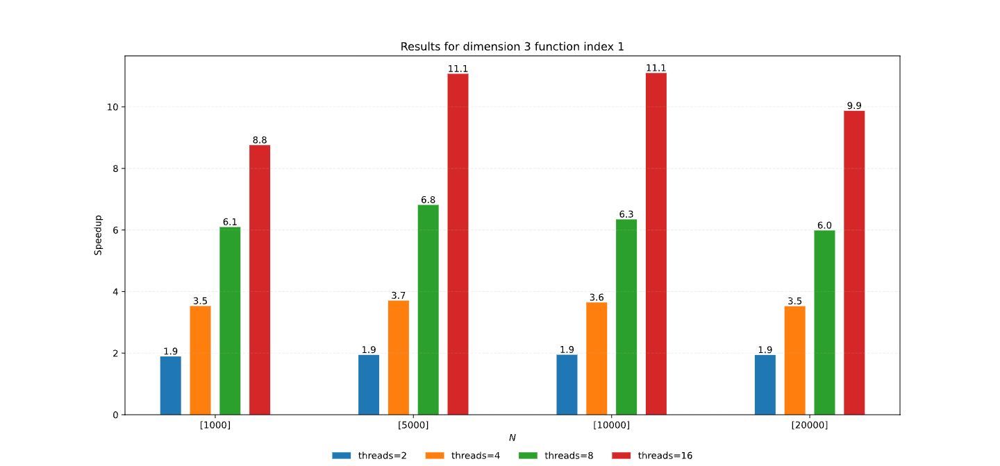 Results for dimension 3 function index 1
11.1 11.1
10 9.9
8.8
8
6.8
6.1 6.3 6.0
6
Speedup
4
3.5 3.7 3.6 3.5
2
1.9 1.9 1.9 1.9
0
[1000] [5000] [10000] [20000]
N
threads=2 threads=4 threads=8 threads=16